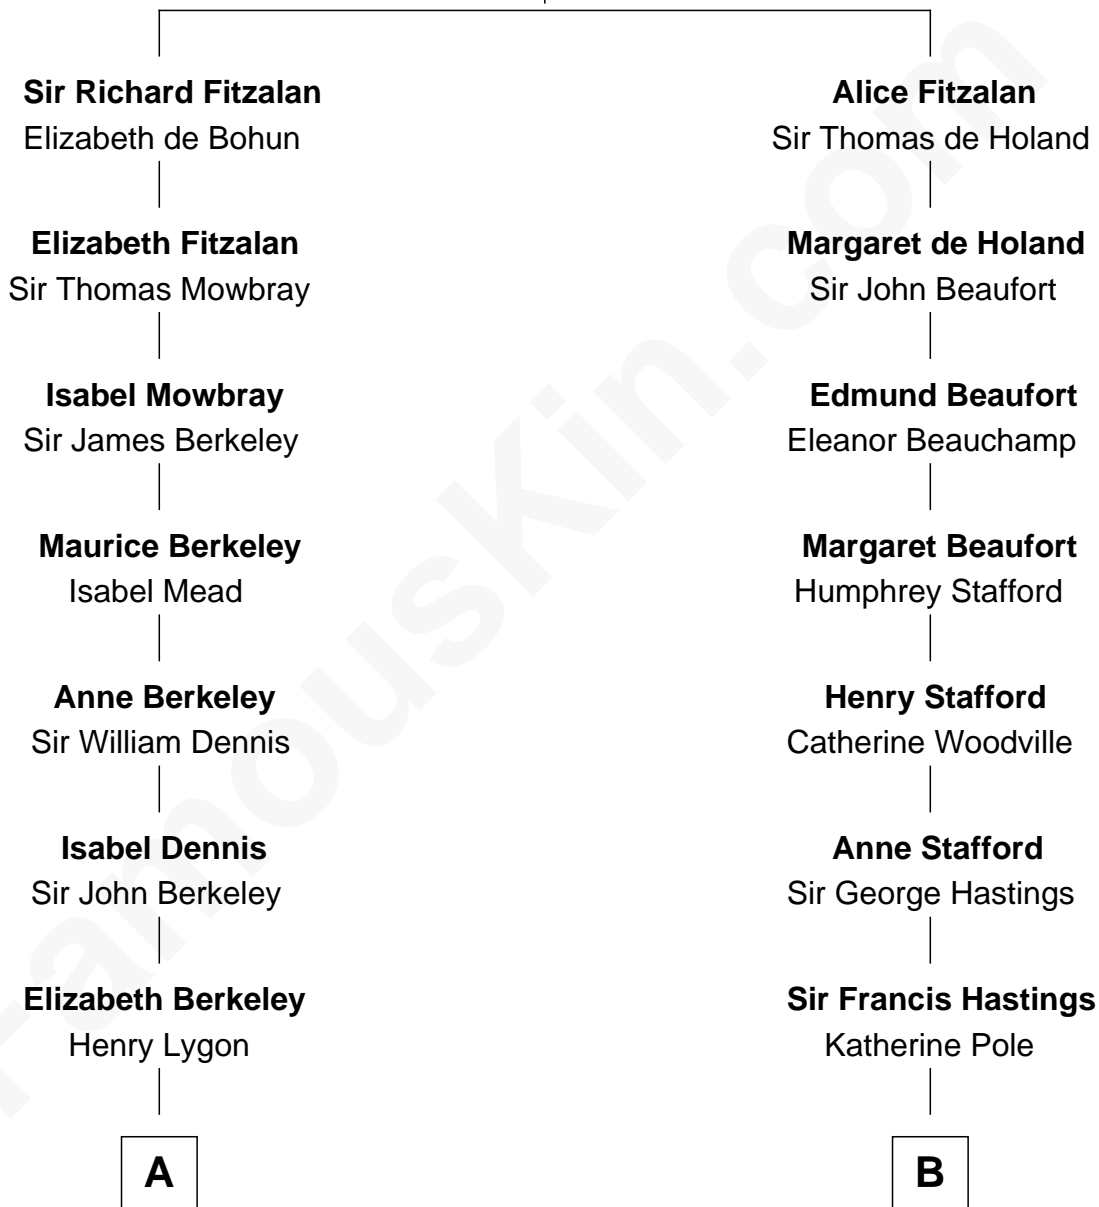 Sir Richard Fitzalan
Elizabeth de Bohun
Elizabeth Fitzalan
Sir Thomas Mowbray
Isabel Mowbray
Sir James Berkeley
Maurice Berkeley
Isabel Mead
Anne Berkeley
Sir William Dennis
Isabel Dennis
Sir John Berkeley
Elizabeth Berkeley
Henry Lygon
A
Alice Fitzalan
Sir Thomas de Holand
Margaret de Holand
Sir John Beaufort
Edmund Beaufort
Eleanor Beauchamp
Margaret Beaufort
Humphrey Stafford
Henry Stafford
Catherine Woodville
Anne Stafford
Sir George Hastings
Sir Francis Hastings
Katherine Pole
B
FamousKin.com